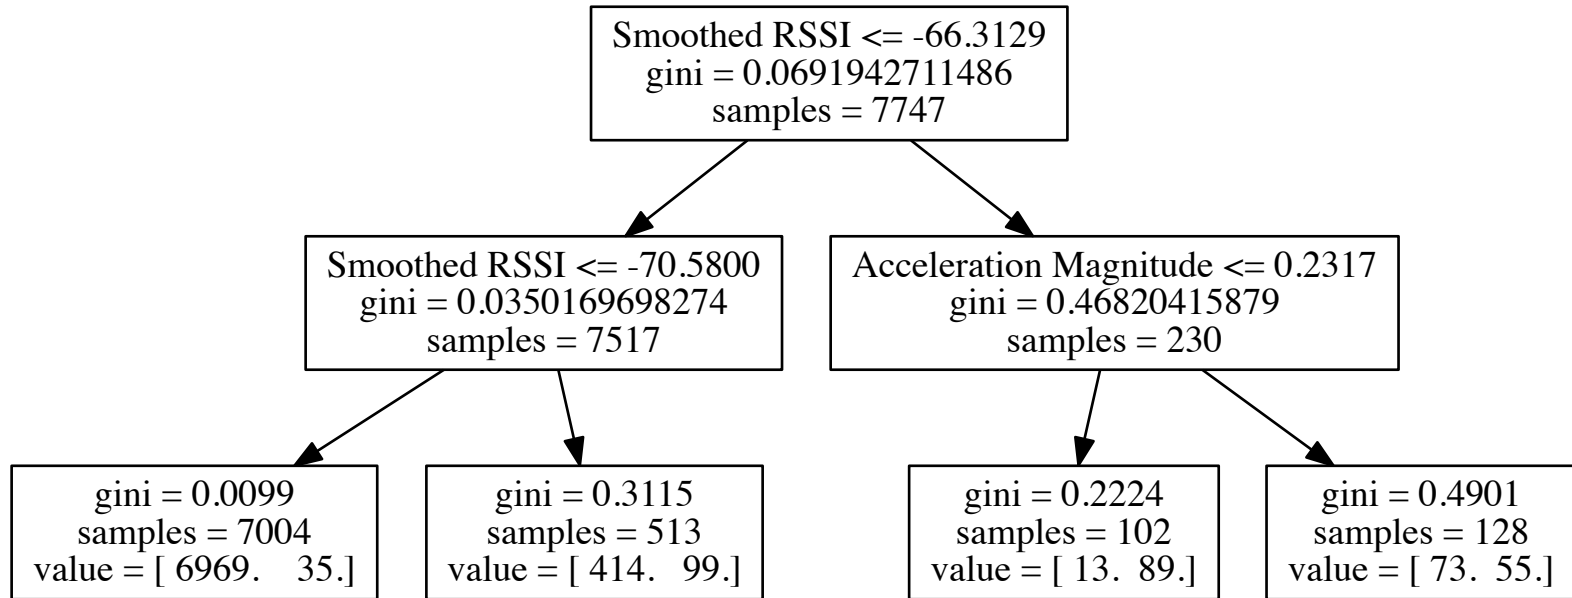 Smoothed RSSI <= -66.3129
gini = 0.0691942711486
samples = 7747
Smoothed RSSI <= -70.5800
gini = 0.0350169698274
samples = 7517
Acceleration Magnitude <= 0.2317
gini = 0.46820415879
samples = 230
gini = 0.0099
samples = 7004
value = [ 6969. 35.]
gini = 0.3115
samples = 513
value = [ 414. 99.]
gini = 0.2224
samples = 102
value = [ 13. 89.]
gini = 0.4901
samples = 128
value = [ 73. 55.]